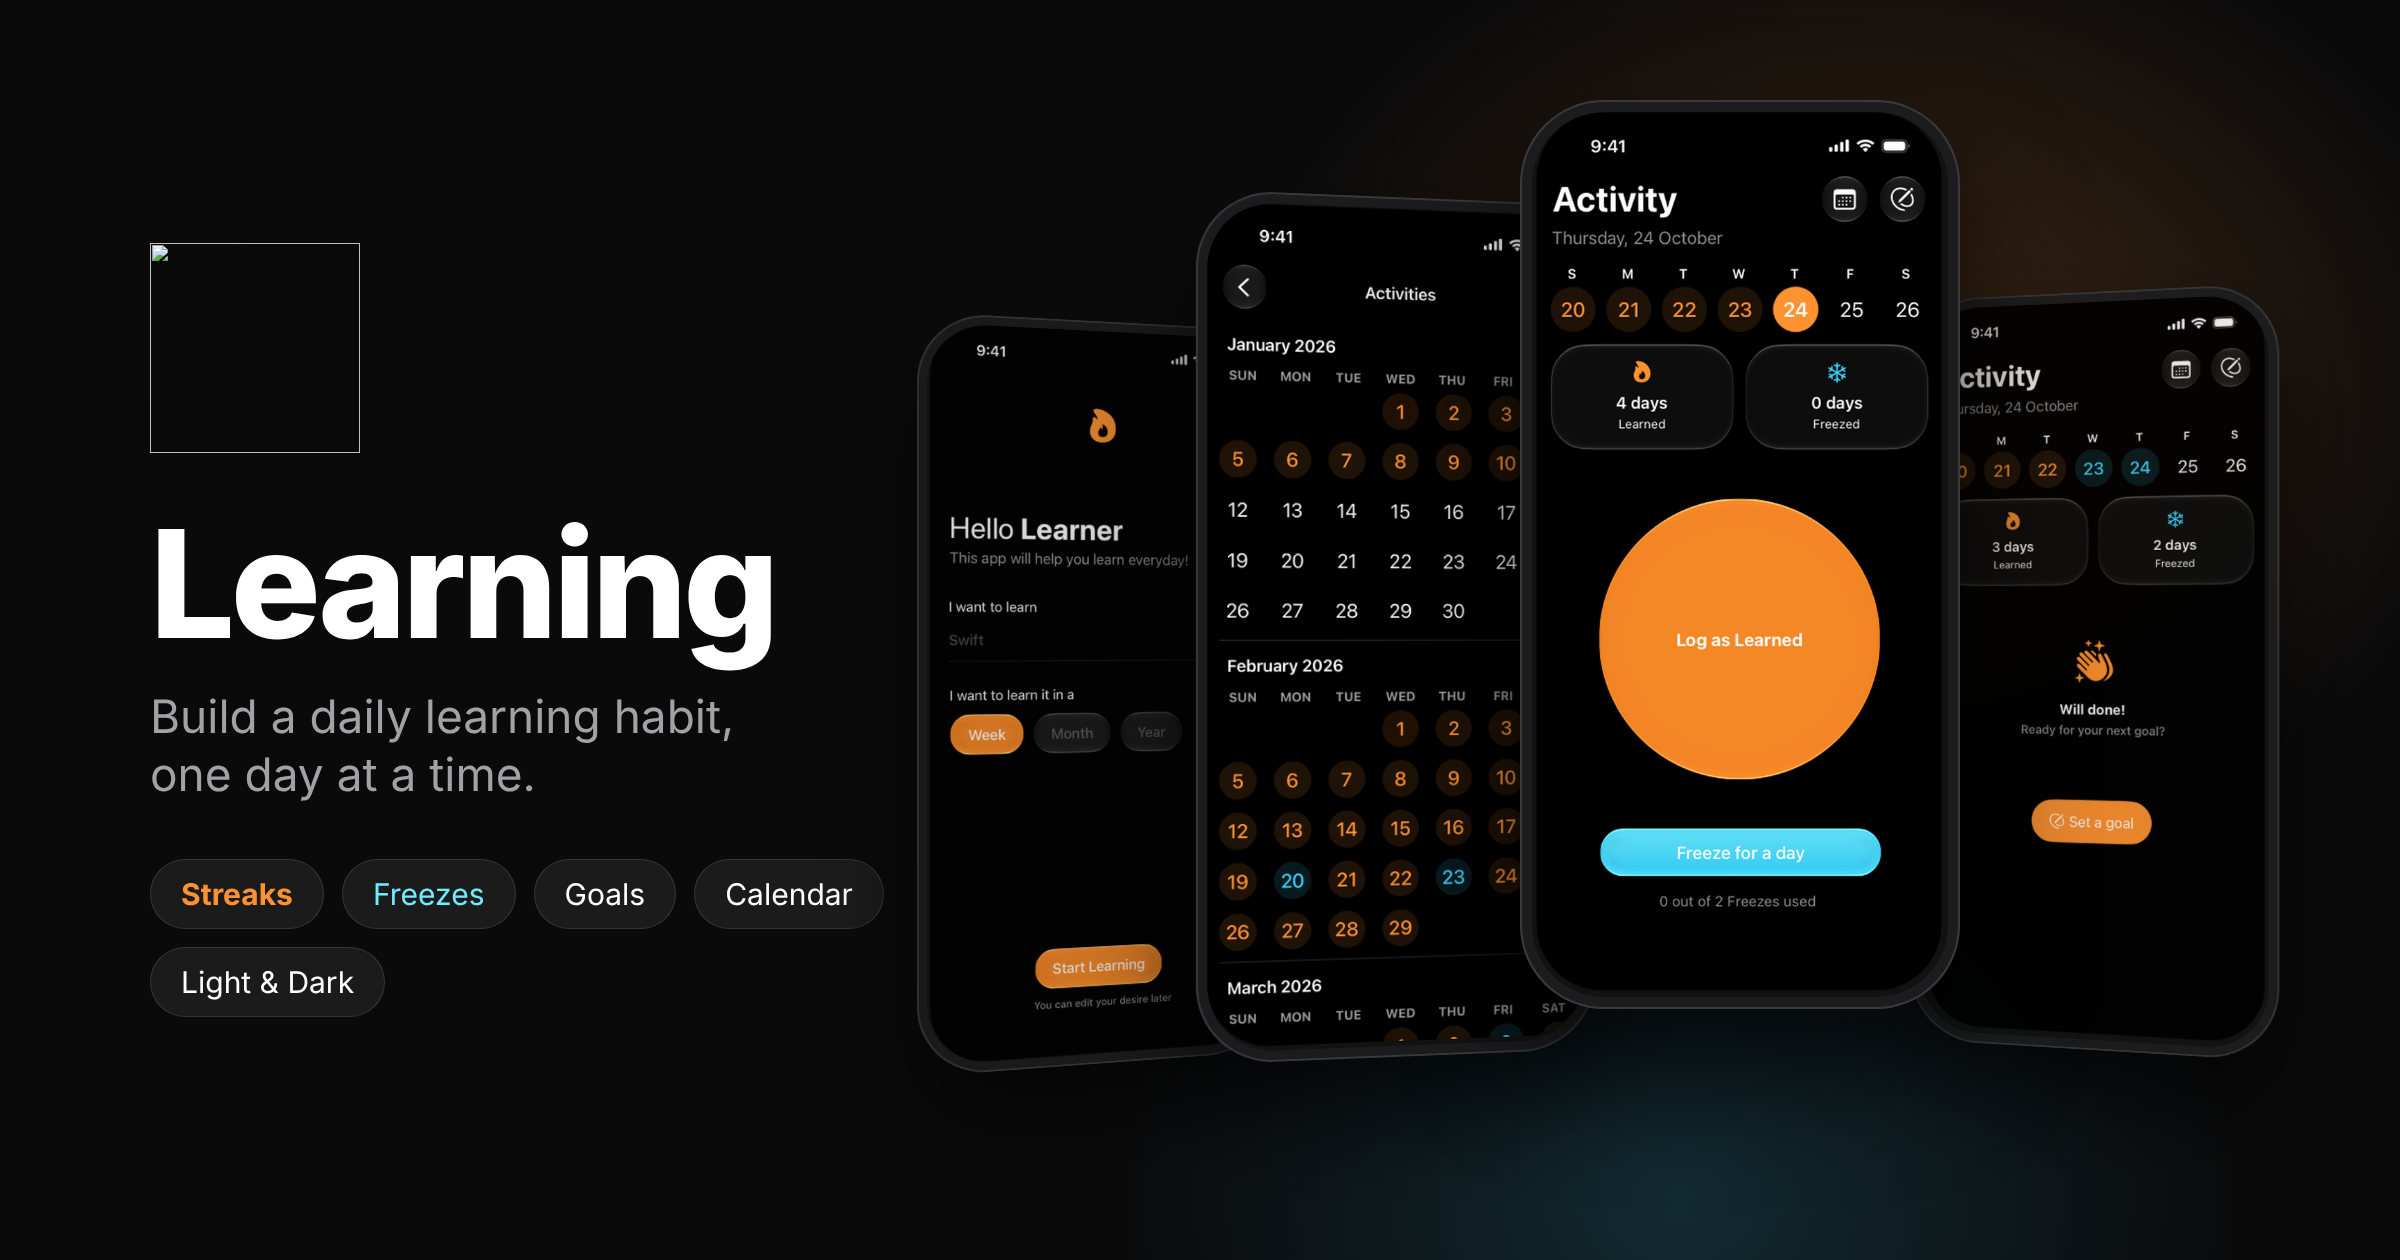 Learning
Build a daily learning habit,
one day at a time.
Streaks Freezes Goals Calendar
Light & Dark
9:41
Hello Learner
This app will help you learn everyday!
I want to learn
Swift
I want to learn it in a
Week Month Year
Start Learning
You can edit your desire later
9:41
Activities
January 2026
SUN MON TUE WED THU FRI
1 2 3
5 6 7 8 9 10
12 13 14 15 16 17
19 20 21 22 23 24
26 27 28 29 30
February 2026
SUN MON TUE WED THU FRI
1 2 3
5 6 7 8 9 10
12 13 14 15 16 17
19 20 21 22 23 24
26 27 28 29
March 2026
SUN MON TUE WED THU FRI SAT
9:41
Activity
Thursday, 24 October
S M T W T F S
20 21 22 23 24 25 26
4 days
Learned
0 days
Freezed
Log as Learned
Freeze for a day
0 out of 2 Freezes used
9:41
ctivity
ursday, 24 October
M T W T F S
0 21 22 23 24 25 26
3 days
Learned
2 days
Freezed
Will done!
Ready for your next goal?
Set a goal